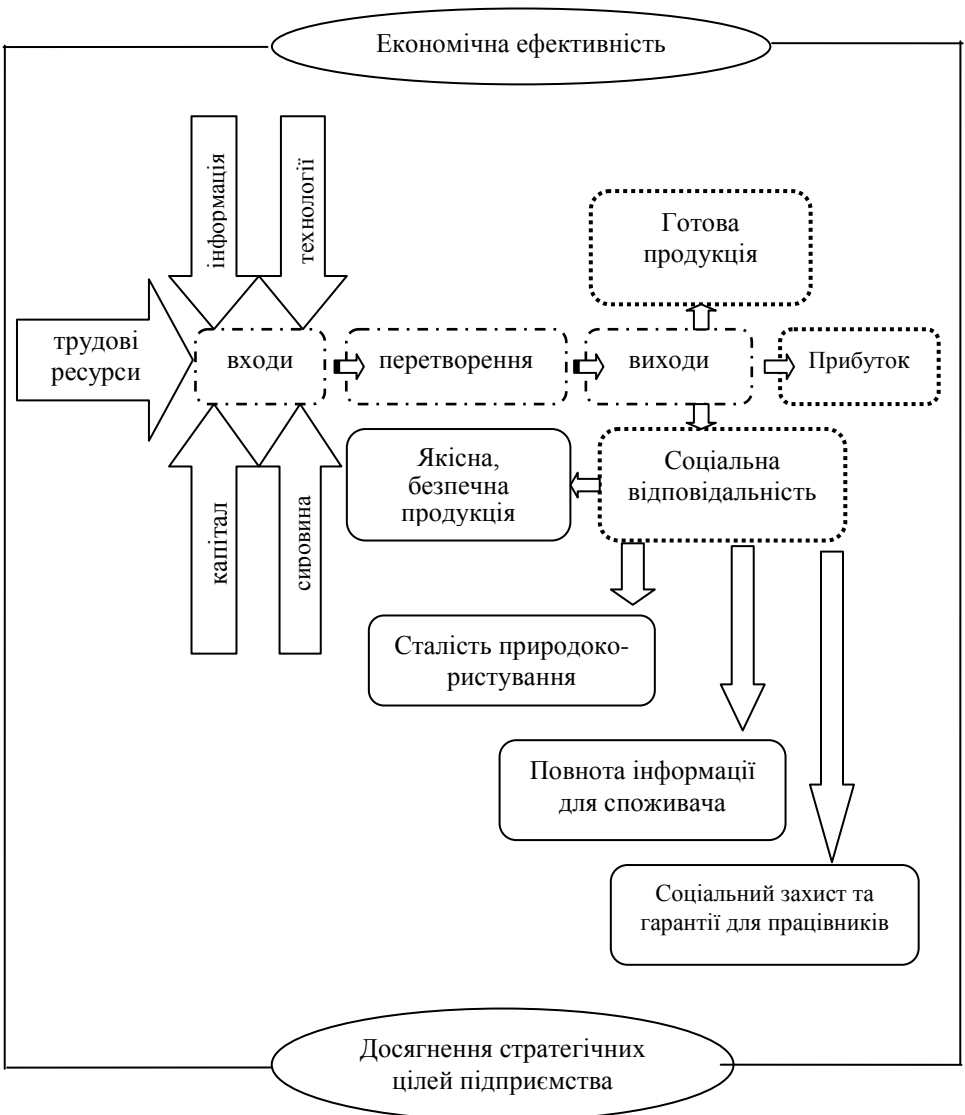 Економічна ефективність
інформація
технології
Готова
продукція
трудові
ресурси
входи
перетворення
виходи
Прибуток
Якісна,
безпечна
продукція
Соціальна
відповідальність
капітал
сировина
Сталість природоко-
ристування
Повнота інформації
для споживача
Соціальний захист та
гарантії для працівників
Досягнення стратегічних
цілей підприємства